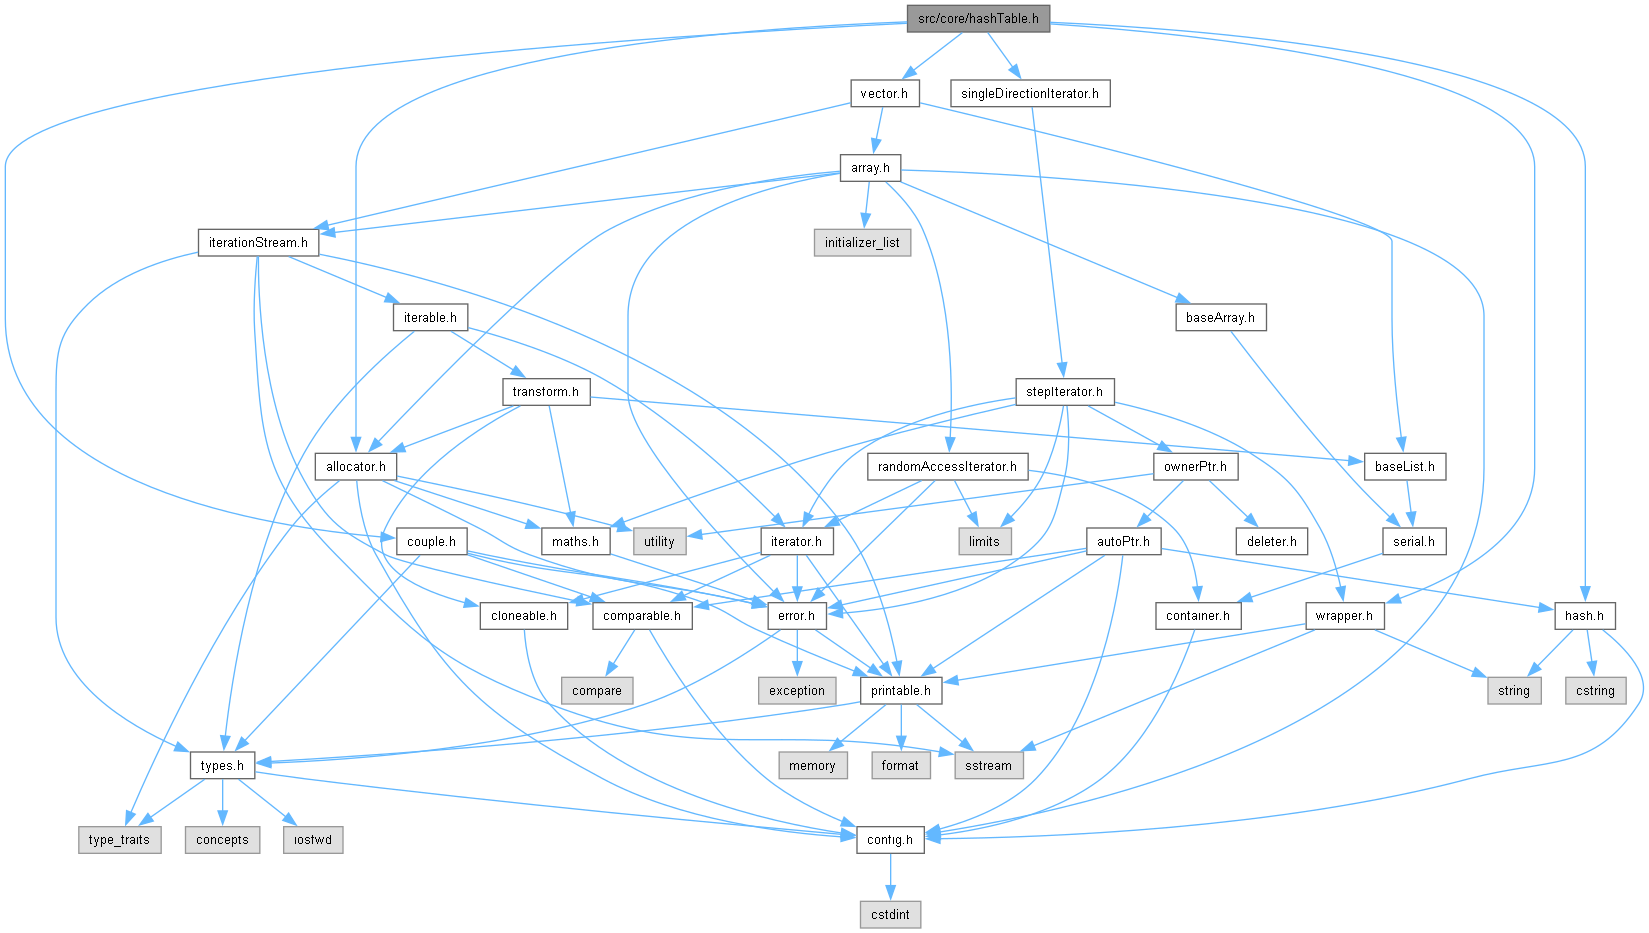 src/core/hashTable.h
vector.h
singleDirectionIterator.h
array.h
iterationStream.h
initializer_list
iterable.h
baseArray.h
transform.h
stepIterator.h
allocator.h
randomAccessIterator.h
ownerPtr.h
baseList.h
couple.h
maths.h
utility
iterator.h
limits
autoPtr.h
deleter.h
serial.h
cloneable.h
comparable.h
error.h
container.h
wrapper.h
hash.h
compare
exception
printable.h
string
cstring
types.h
memory
format
sstream
type_traits
concepts
iosfwd
config.h
cstdint